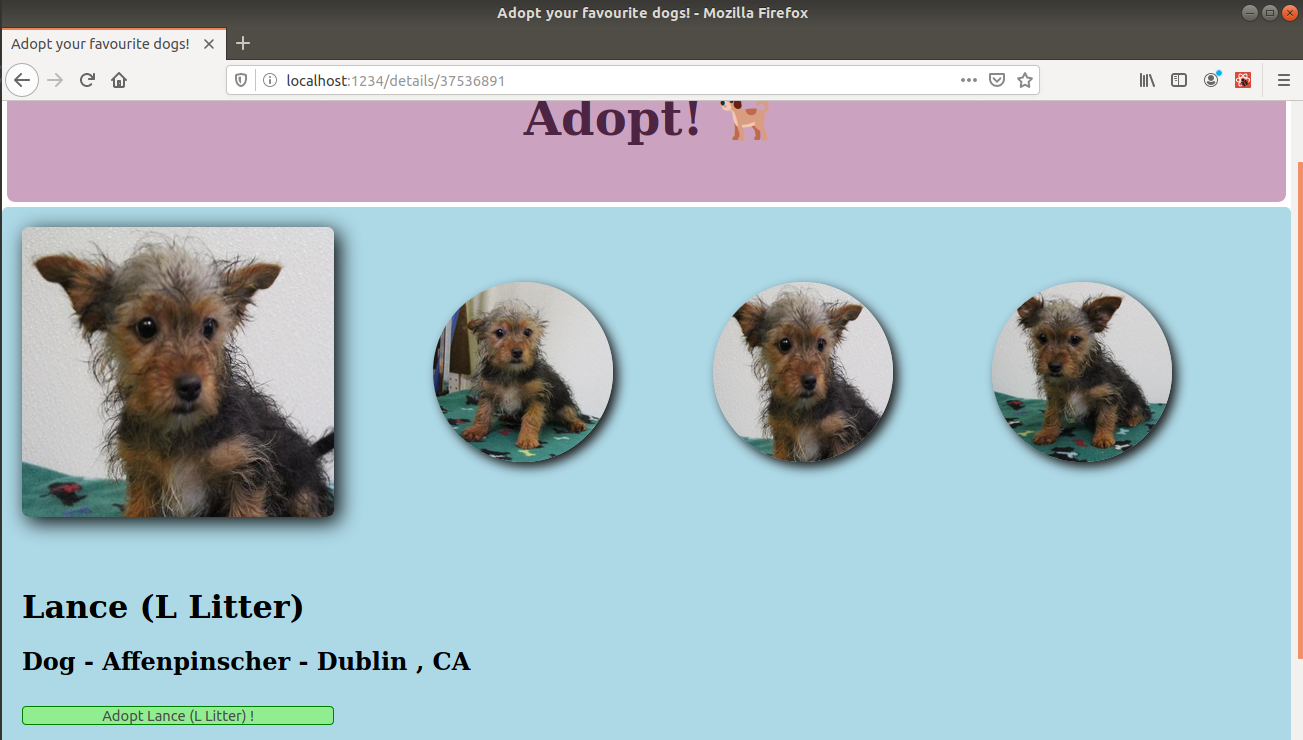 Adopt your favourite dogs! - Mozilla Firefox
Adopt your favourite dogs!
localhost:1234/details/37536891
Adopt! 🐕
Lance (L Litter)
Dog - Affenpinscher - Dublin , CA
Adopt Lance (L Litter) !